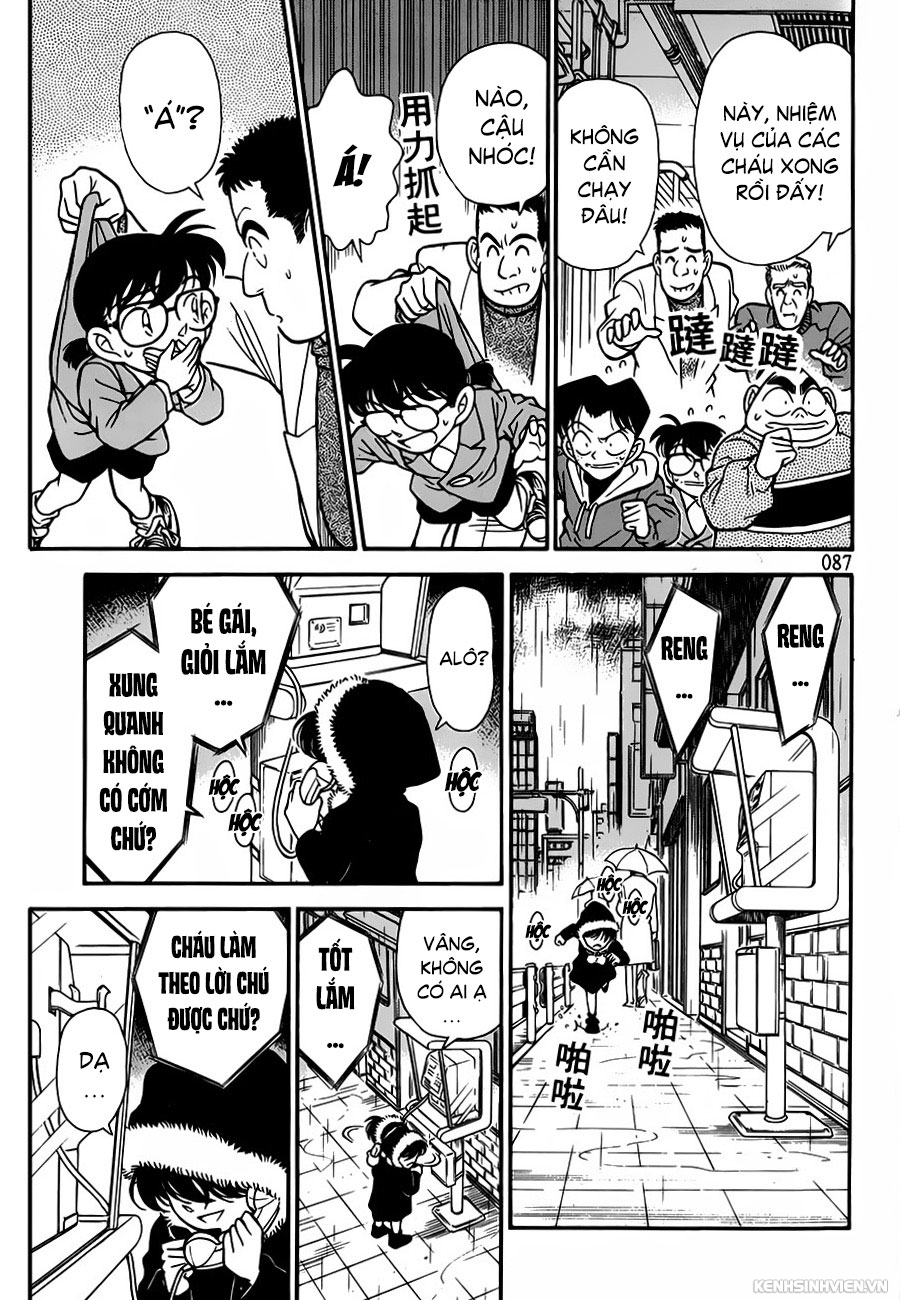 NÀY, NHIỆM
VỤ CỦA CÁC
CHÁU XONG
RỒI ĐẤY!
KHÔNG
CẦN
CHẠY
ĐÂU!
躂
躂
躂
NÀO,
CẬU
NHÓC!
用力抓起
Á!
"Á"?
087
RENG
...
RENG
...
HỘC
HỘC
HỘC
啪啦
啪啦
ALÔ?
HỘC
HỘC
HỘC
BÉ GÁI,
GIỎI LẮM
...
XUNG
QUANH
KHÔNG
CÓ CỚM
CHỨ?
VÂNG,
KHÔNG
CÓ AI Ạ
...
TỐT
LẮM
...
CHÁU LÀM
THEO LỜI CHÚ
ĐƯỢC CHỨ?
DẠ
...
KENHSINHVIEN.VN